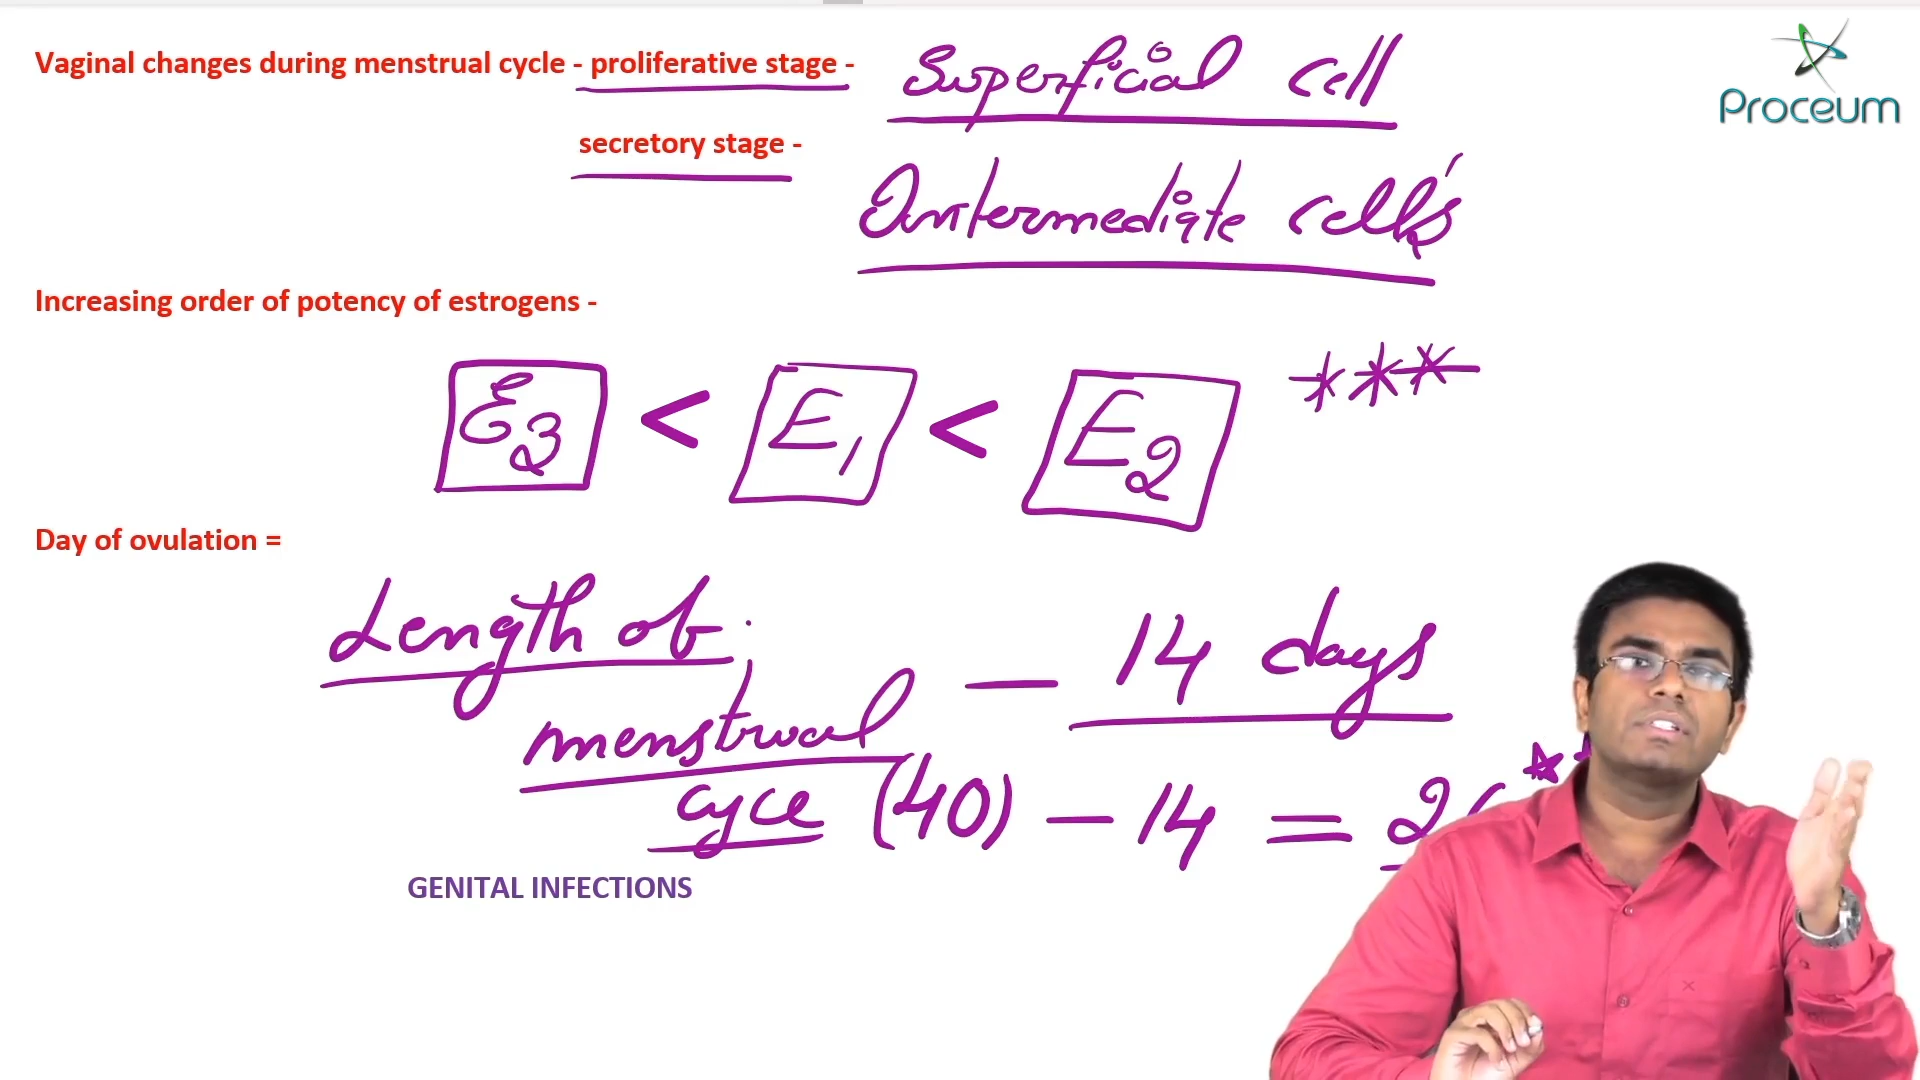 Vaginal changes during menstrual cycle - proliferative stage - Superficial cell
Proceum
secretory stage - Intermediate cells
Increasing order of potency of estrogens -
E3 < E1 < E2 ***
Day of ovulation =
Length of
menstrual — 14 days
cycle (40) — 14 = 2
GENITAL INFECTIONS